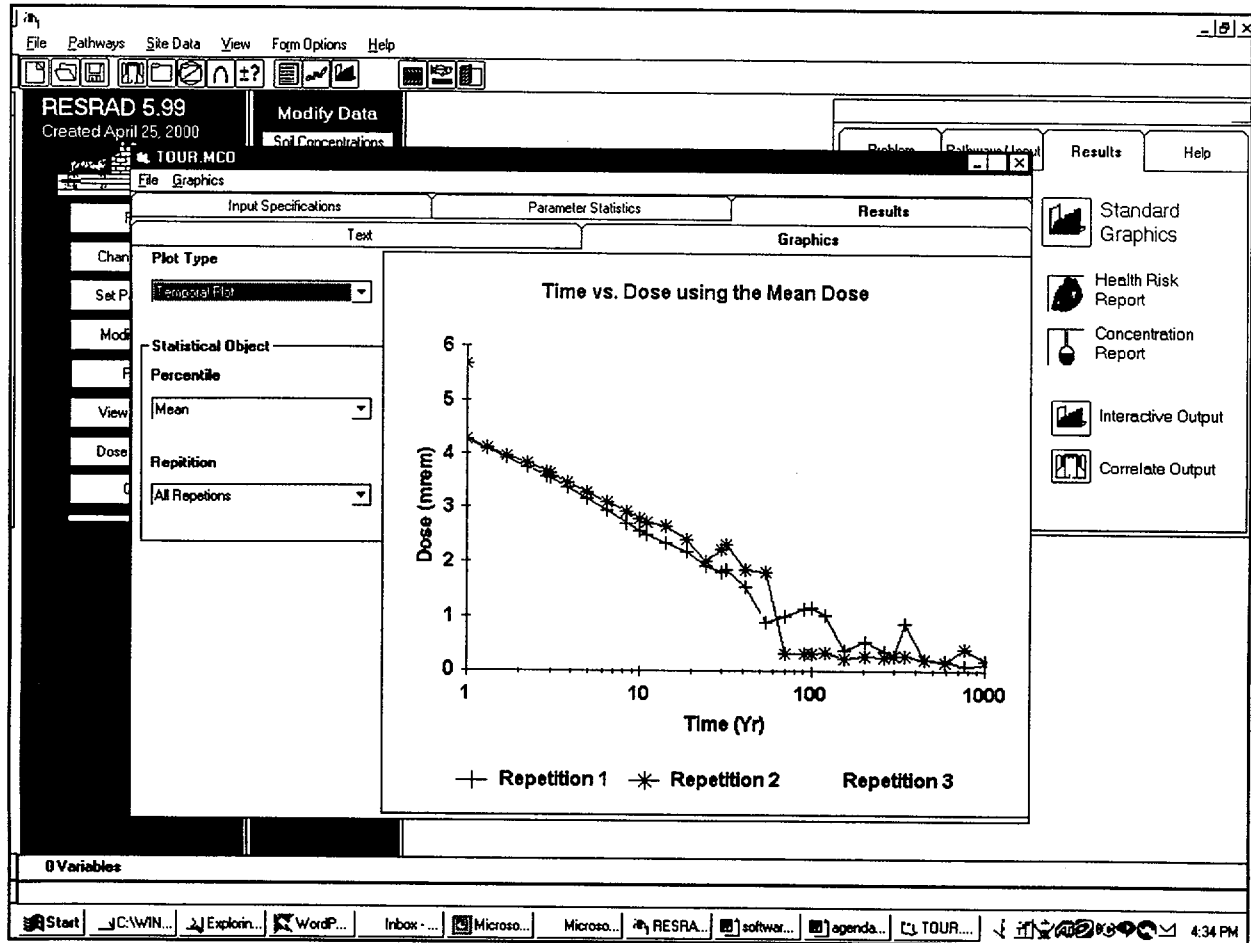 File Pathways Site Data View Form Options Help
±?
RESRAD 5.99
Created April 25, 2000
Modify Data
Soil Concentrations
Results
Help
TOUR.MCO
File Graphics
Input Specifications
Parameter Statistics
Results
Text
Graphics
Chan
Set P
Modi
View
Dose
Plot Type
Temporal Plot
Statistical Object
Percentile
Mean
Repitition
All Repetions
Time vs. Dose using the Mean Dose
Dose (mrem)
6
5
4
3
2
1
0
1
10
100
1000
Time (Yr)
Repetition 1
Repetition 2
Repetition 3
Standard
Graphics
Health Risk
Report
Concentration
Report
Interactive Output
Correlate Output
0 Variables
Start
C:\WIN...
Explorin...
WordP...
Inbox - ...
Microso...
Microso...
RESRA...
softwar...
agenda...
TOUR....
4:34 PM